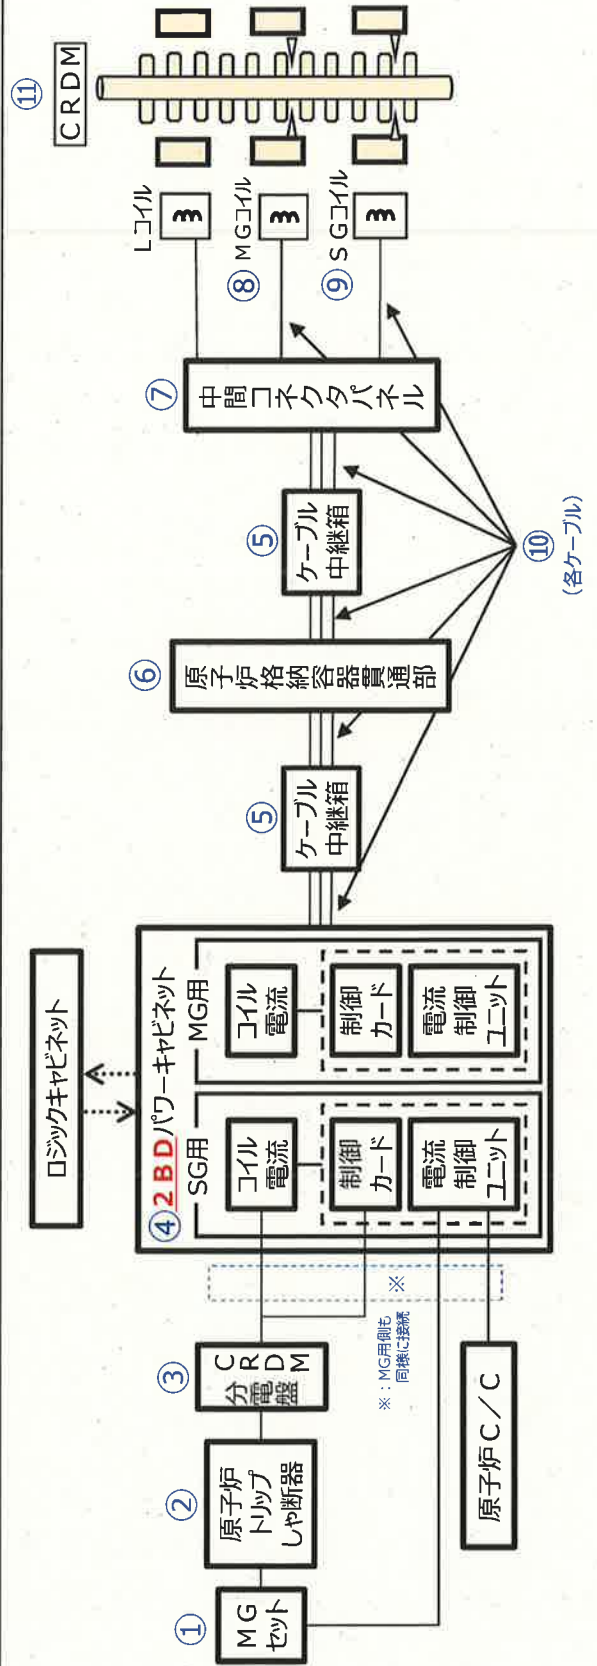 ①
MG
セット
②
原子炉
トリップ
しゃ断器
③
CRDM
分電盤
※
※：MG用側も
同様に接続
原子炉C／C
ロジックキャビネット
④2BDパワーキャビネット
SG用
コイル
電流
制御
カード
電流
制御
ユニット
MG用
コイル
電流
制御
カード
電流
制御
ユニット
⑤
ケーブル
中継箱
⑥
原子炉格納容器貫通部
⑤
ケーブル
中継箱
⑦
中間コネクタパネル
⑩
(各ケーブル)
Lコイル
⑧
MGコイル
⑨
SGコイル
⑪
CRDM